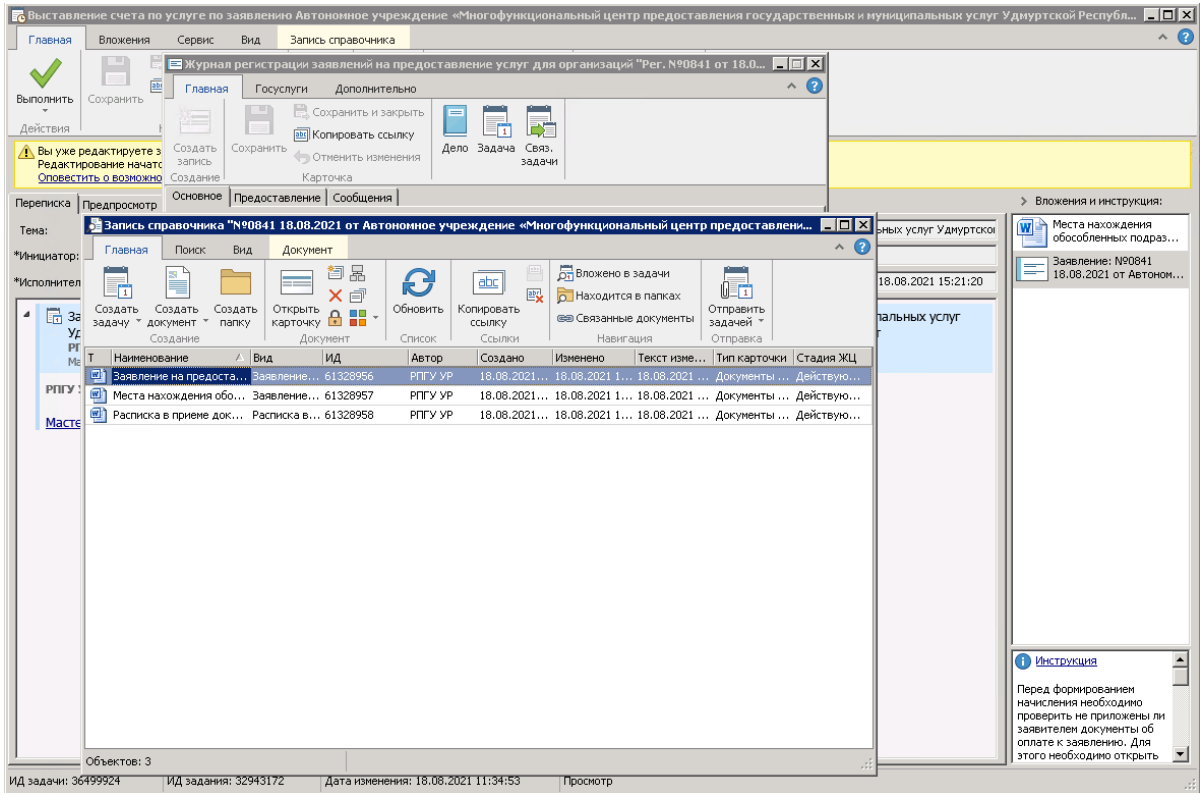 Выставление счета по услуге по заявлению Автономное учреждение «Многофункциональный центр предоставления государственных и муниципальных услуг Удмуртской Республ...
Главная Вложения Сервис Вид Запись справочника
Выполнить
Сохранить
Действия
Вы уже редактируете з
Редактирование начато
Оповестить о возможно
Журнал регистрации заявлений на предоставление услуг для организаций "Рег. №0841 от 18.0...
Главная Госуслуги Дополнительно
Создать запись
Сохранить
Сохранить и закрыть
Копировать ссылку
Отменить изменения
Дело Задача Связ. задачи
Создание Карточка
Основное Предоставление Сообщения
Переписка Предпросмотр
Тема:
ьных услуг Удмуртског
*Инициатор:
*Исполнител
18.08.2021 15:21:20
За
Уд
РП
Ма
пальных услуг
РПГУ У
Масте
Запись справочника "№0841 18.08.2021 от Автономное учреждение «Многофункциональный центр предоставлени...
Главная Поиск Вид Документ
Создать задачу
Создать документ
Создать папку
Открыть карточку
Обновить
Копировать ссылку
Вложено в задачи
Находится в папках
Связанные документы
Отправить задачей
Создание Документ Список Ссылки Навигация Отправка
Т Наименование Вид ИД Автор Создано Изменено Текст изме... Тип карточки Стадия ЖЦ
Заявление на предоста... Заявление... 61328956 РПГУ УР 18.08.2021... 18.08.2021 1... 18.08.2021 ... Документы ... Действую...
Места нахождения обо... Заявление... 61328957 РПГУ УР 18.08.2021... 18.08.2021 1... 18.08.2021 ... Документы ... Действую...
Расписка в приеме док... Расписка в... 61328958 РПГУ УР 18.08.2021... 18.08.2021 1... 18.08.2021 ... Документы ... Действую...
Объектов: 3
Вложения и инструкция:
Места нахождения
обособленных подраз...
Заявление: №0841
18.08.2021 от Автоном...
Инструкция
Перед формированием
начисления необходимо
проверить не приложены ли
заявителем документы об
оплате к заявлению. Для
этого необходимо открыть
ИД задачи: 36499924 ИД задания: 32943172 Дата изменения: 18.08.2021 11:34:53 Просмотр